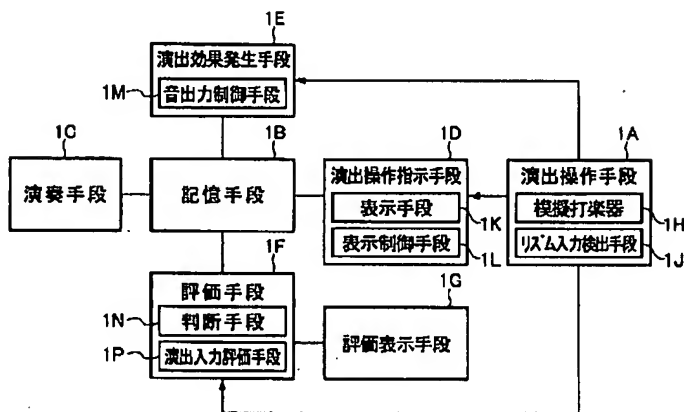 1E
演出効果発生手段
1M
音出力制御手段
1C
1B
1D
1A
演奏手段
記憶手段
演出操作指示手段
表示手段
1K
表示制御手段
1L
演出操作手段
模擬打楽器
1H
リズム入力検出手段
1J
1F
評価手段
1N
判断手段
1P
演出入力評価手段
1G
評価表示手段